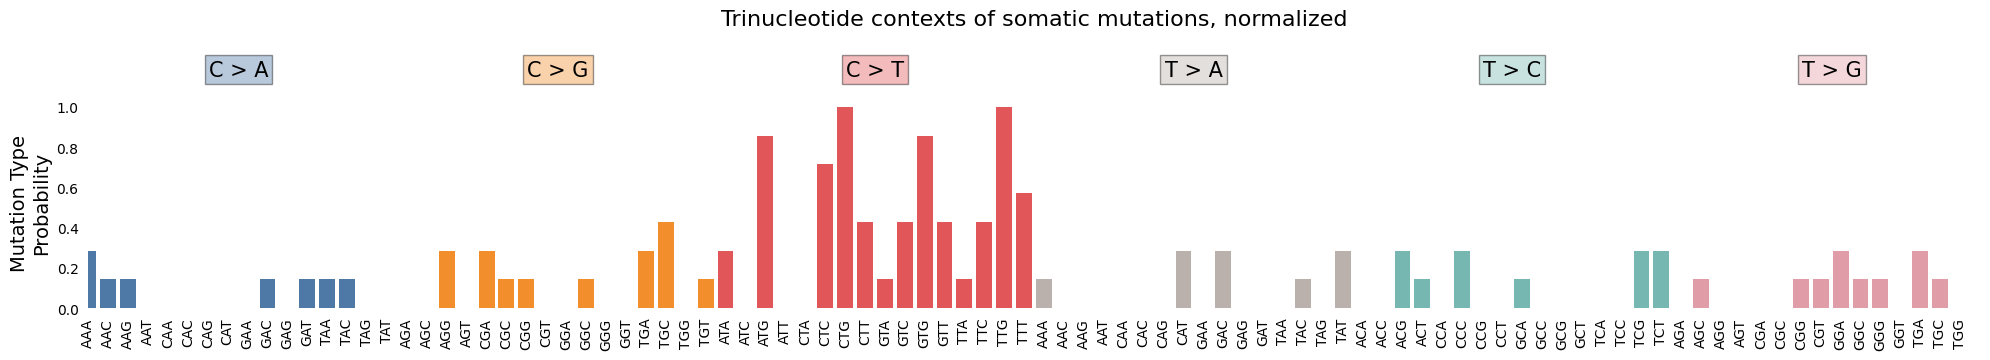 Trinucleotide contexts of somatic mutations, normalized
C > A
C > G
C > T
T > A
T > C
T > G
Mutation Type
Probability
1.0
0.8
0.6
0.4
0.2
0.0
AAA
AAC
AAG
AAT
CAA
CAC
CAG
CAT
GAA
GAC
GAG
GAT
TAA
TAC
TAG
TAT
AGA
AGC
AGG
AGT
CGA
CGC
CGG
CGT
GGA
GGC
GGG
GGT
TGA
TGC
TGG
TGT
ATA
ATC
ATG
ATT
CTA
CTC
CTG
CTT
GTA
GTC
GTG
GTT
TTA
TTC
TTG
TTT
AAA
AAC
AAG
AAT
CAA
CAC
CAG
CAT
GAA
GAC
GAG
GAT
TAA
TAC
TAG
TAT
ACA
ACC
ACG
ACT
CCA
CCC
CCG
CCT
GCA
GCC
GCG
GCT
TCA
TCC
TCG
TCT
AGA
AGC
AGG
AGT
CGA
CGC
CGG
CGT
GGA
GGC
GGG
GGT
TGA
TGC
TGG